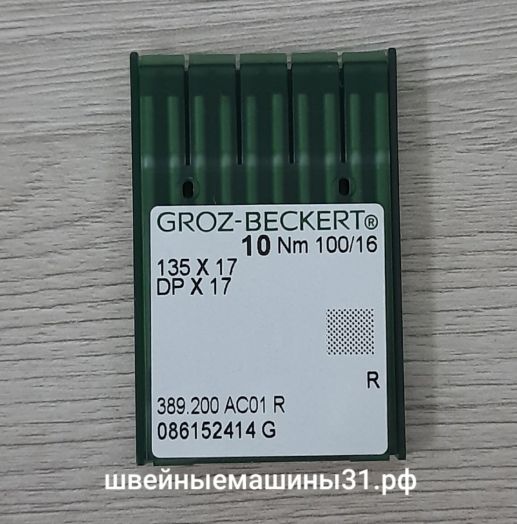 GROZ-BECKERT®
10 Nm 100/16
135 X 17
DP X 17
R
389.200 AC01 R
086152414 G
швейныемашины31.рф